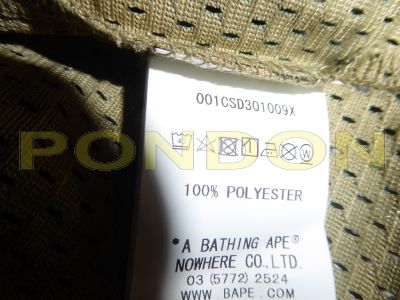 001CSD301009X
PONDON
100% POLYESTER
"A BATHING APE®
NOWHERE CO.,LTD.
03 (5772) 2524
WWW.BAPE.COM